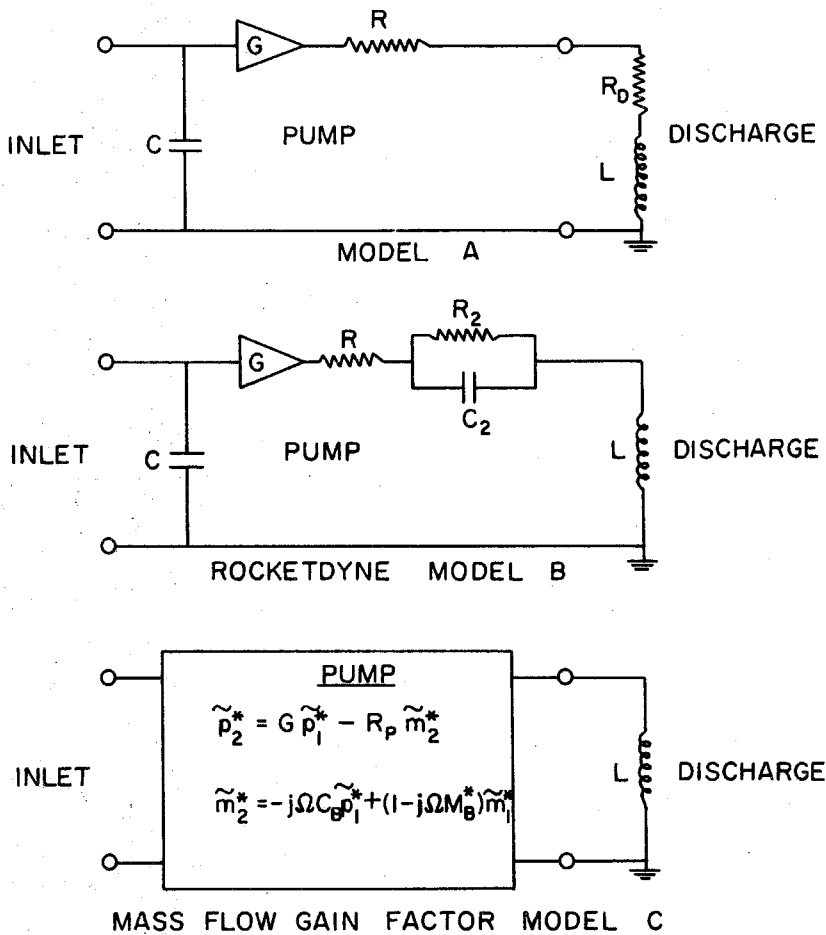 R
G
R_D
INLET
C
PUMP
DISCHARGE
L
MODEL A
R_2
R
G
C_2
INLET
C
PUMP
L
DISCHARGE
ROCKETDYNE MODEL B
PUMP
p̃₂* = G p̃₁* − R_P m̃₂*
INLET
L
DISCHARGE
m̃₂* = -jΩC_B p̃₁* + (1-jΩM_B*) m̃₁*
MASS FLOW GAIN FACTOR MODEL C